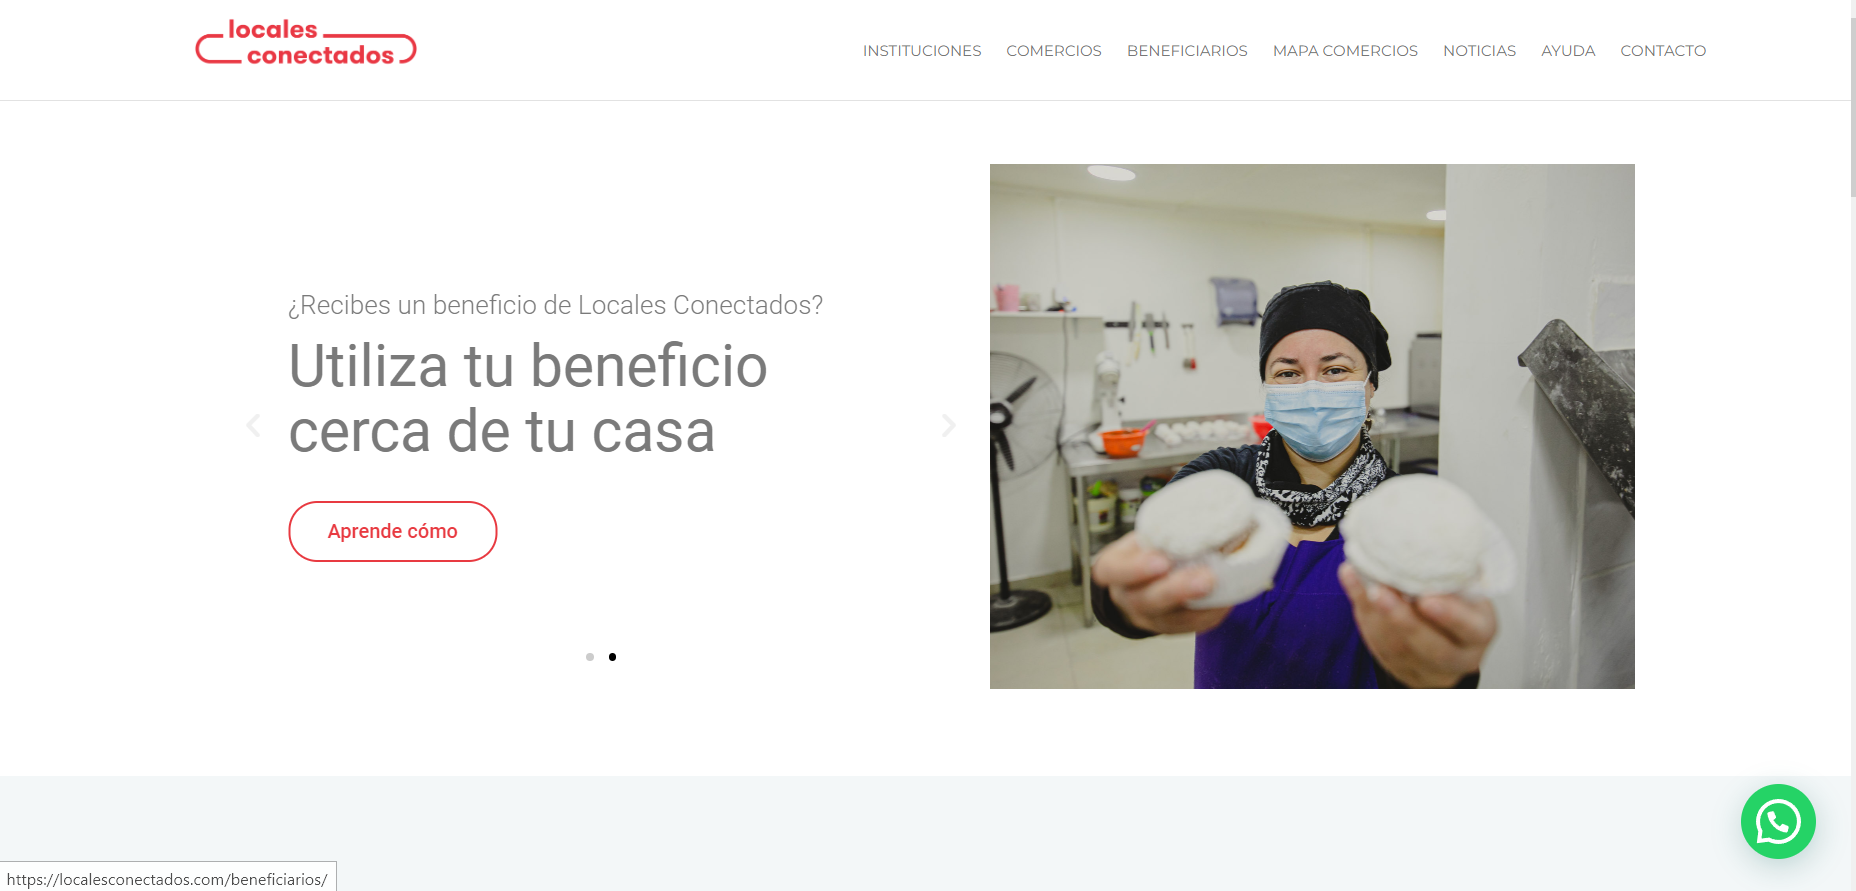 locales
conectados
INSTITUCIONES COMERCIOS BENEFICIARIOS MAPA COMERCIOS NOTICIAS AYUDA CONTACTO
¿Recibes un beneficio de Locales Conectados?
Utiliza tu beneficio
cerca de tu casa
Aprende cómo
https://localesconectados.com/beneficiarios/